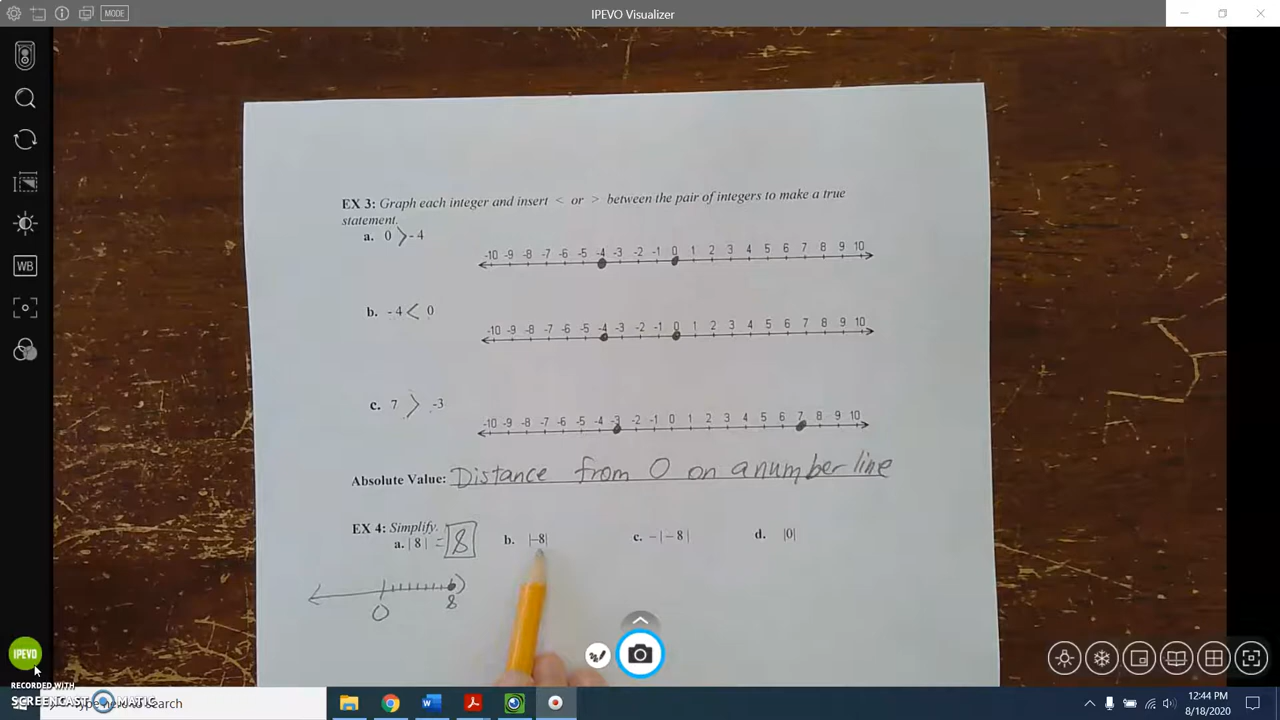 MODE
IPEVO Visualizer
WB
EX 3: Graph each integer and insert < or > between the pair of integers to make a true
statement.
a. 0 > - 4
-10 -9 -8 -7 -6 -5 -4 -3 -2 -1 0 1 2 3 4 5 6 7 8 9 10
b. - 4 < 0
-10 -9 -8 -7 -6 -5 -4 -3 -2 -1 0 1 2 3 4 5 6 7 8 9 10
c. 7 > -3
-10 -9 -8 -7 -6 -5 -4 -3 -2 -1 0 1 2 3 4 5 6 7 8 9 10
Absolute Value: Distance from 0 on a number line
EX 4: Simplify.
a. | 8 | = 8 b. |-8| c. -| - 8 | d. |0|
0 8
IPEVO
RECORDED WITH
SCREENCAST MATIC
Type here to search
12:44 PM
8/18/2020